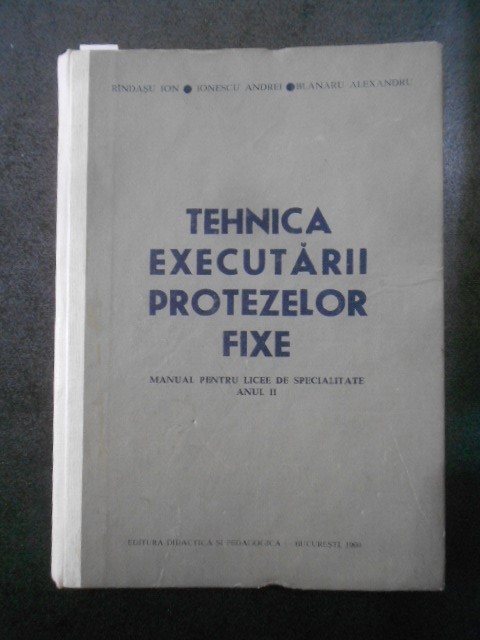 RÎNDAȘU ION ● IONESCU ANDREI ● BLANARU ALEXANDRU
TEHNICA
EXECUTĂRII
PROTEZELOR
FIXE
MANUAL PENTRU LICEE DE SPECIALITATE
ANUL II
EDITURA DIDACTICĂ ȘI PEDAGOGICĂ BUCUREȘTI